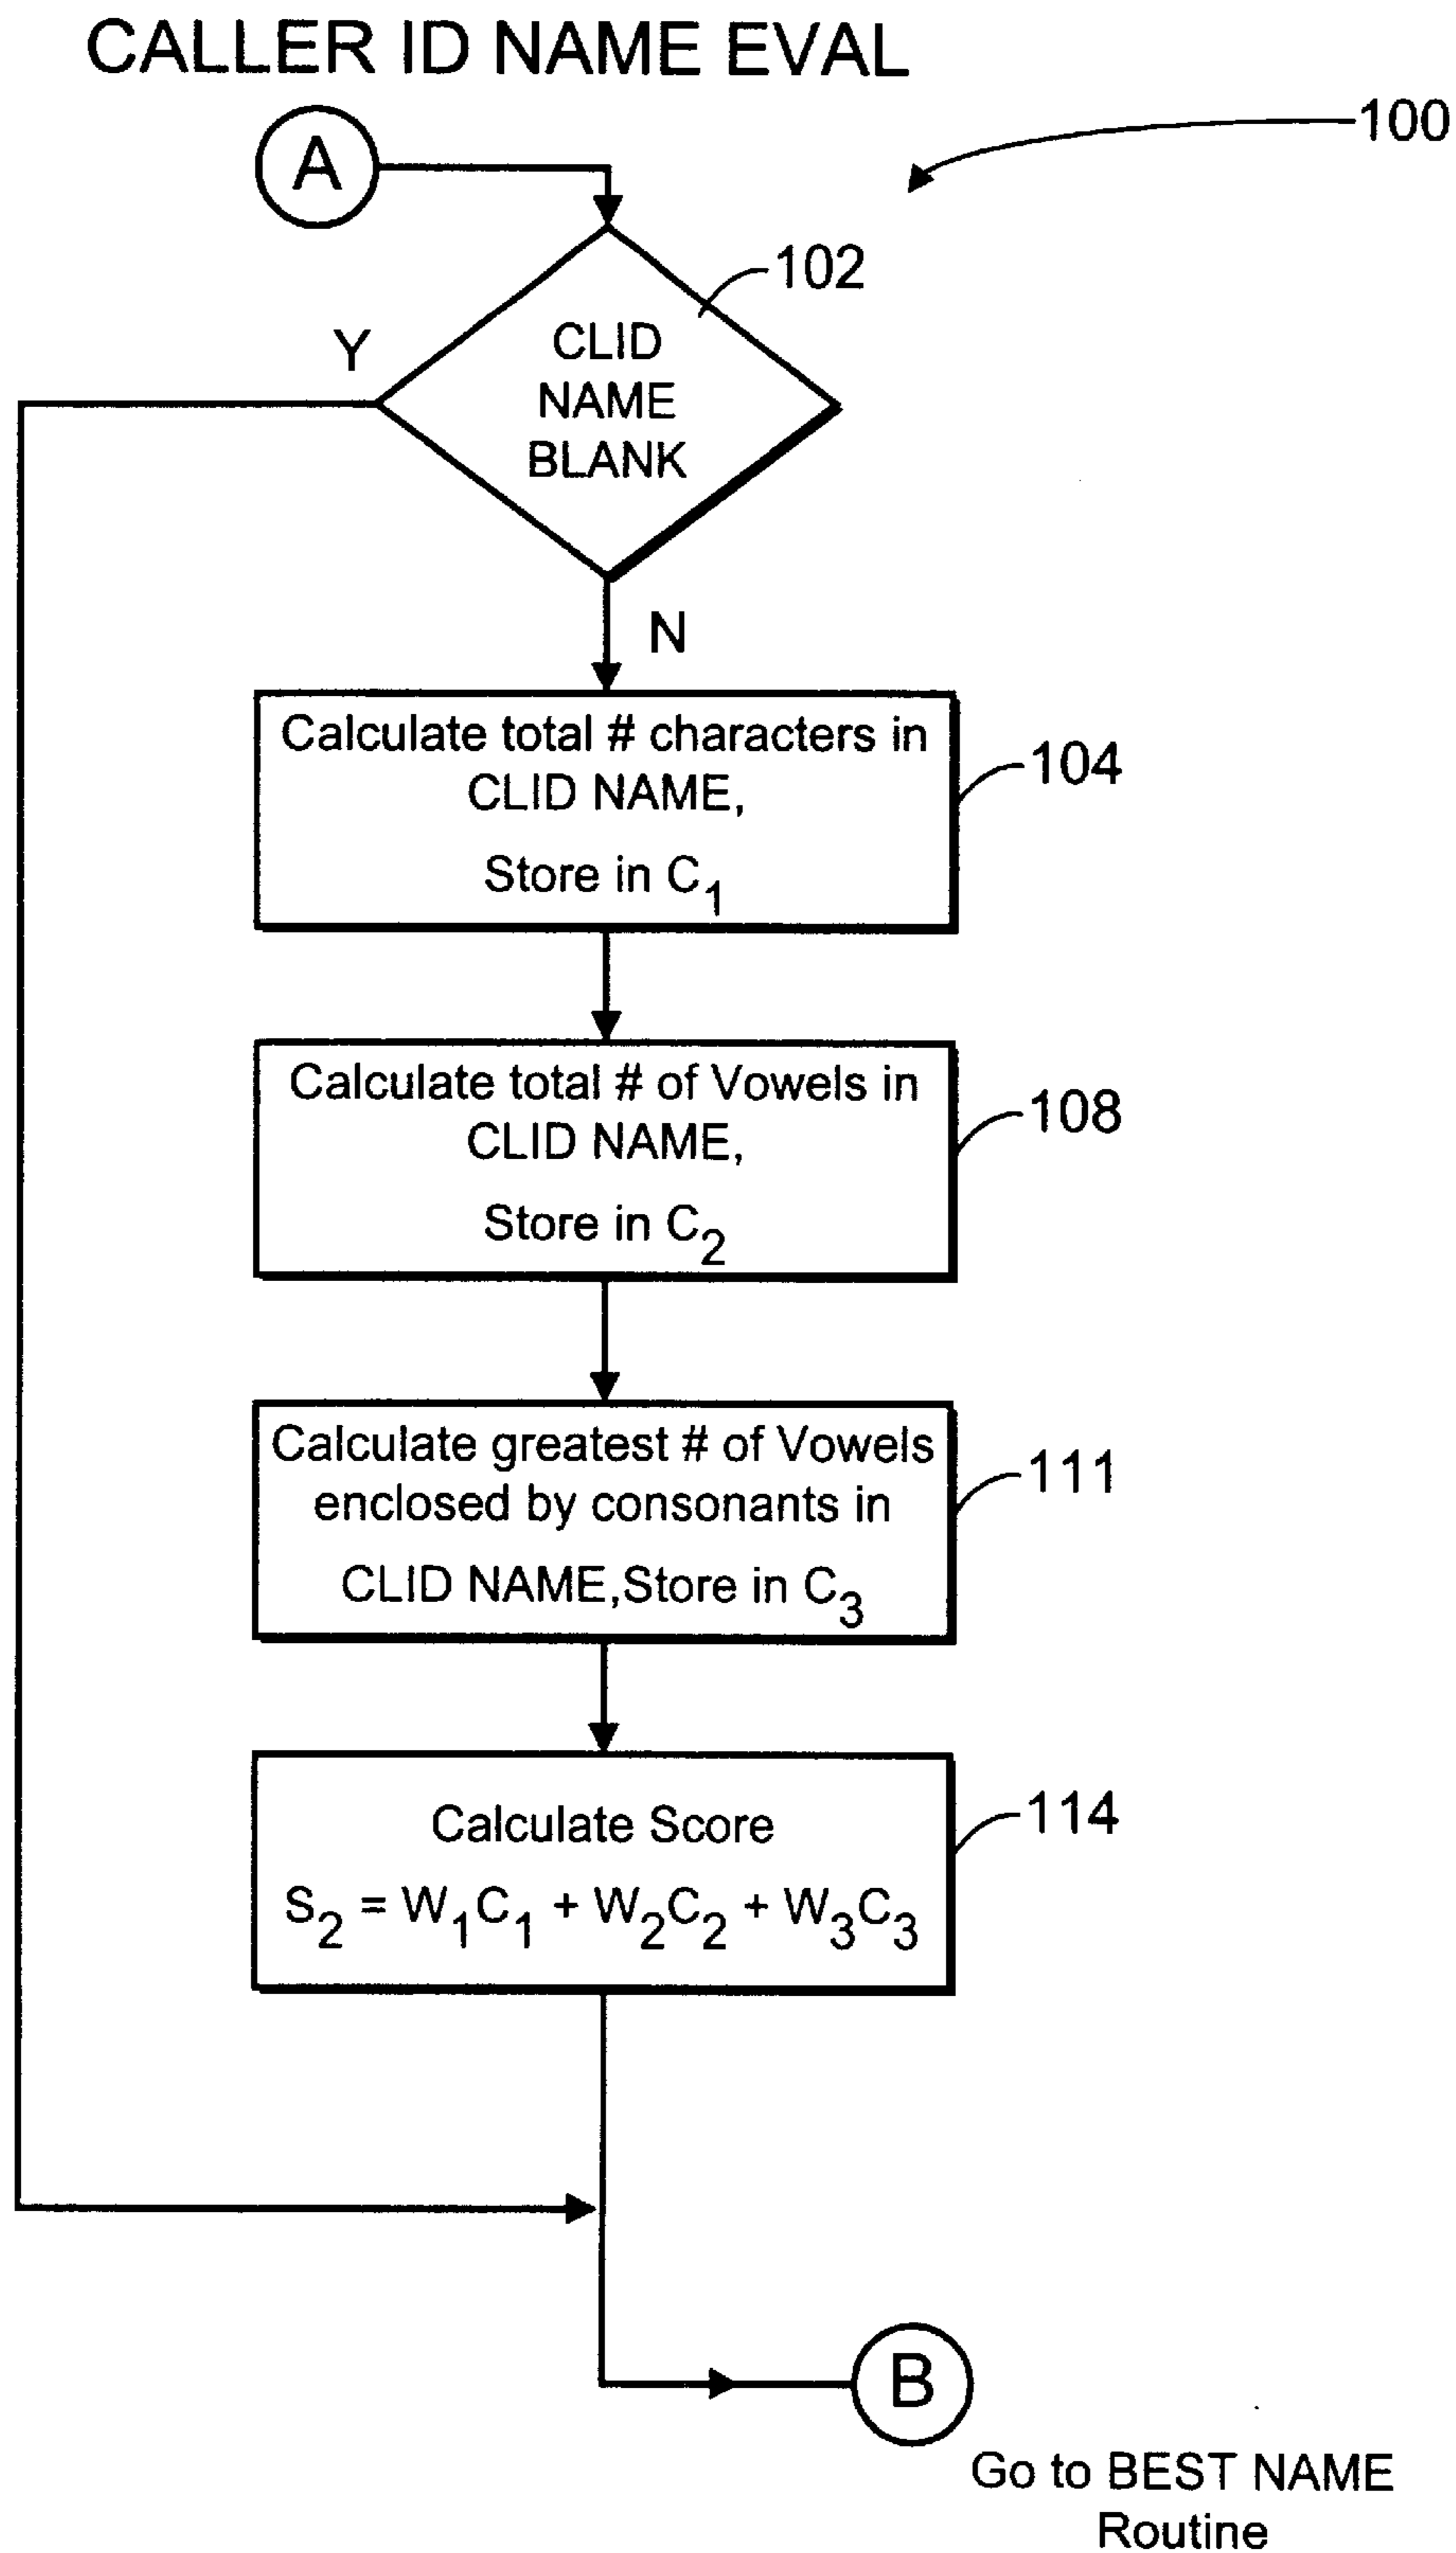 CALLER ID NAME EVAL
100
A
102
CLID
NAME
BLANK
Y
N
Calculate total # characters in
CLID NAME,
Store in C1
104
Calculate total # of Vowels in
CLID NAME,
Store in C2
108
Calculate greatest # of Vowels
enclosed by consonants in
CLID NAME,Store in C3
111
Calculate Score
S2 = W1C1 + W2C2 + W3C3
114
B
Go to BEST NAME
Routine